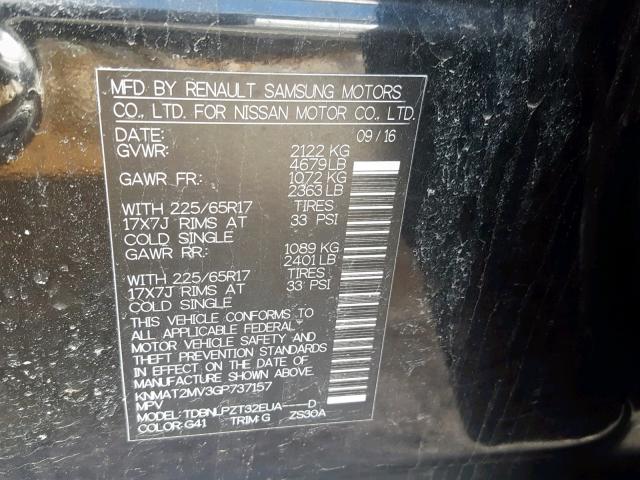 MFD BY RENAULT SAMSUNG MOTORS
CO., LTD. FOR NISSAN MOTOR CO., LTD.
DATE: 09/16
GVWR: 2122 KG
4679 LB
GAWR FR: 1072 KG
2363 LB
WITH 225/65R17 TIRES
17X7J RIMS AT 33 PSI
COLD SINGLE
GAWR RR: 1089 KG
2401 LB
WITH 225/65R17 TIRES
17X7J RIMS AT 33 PSI
COLD SINGLE
THIS VEHICLE CONFORMS TO
ALL APPLICABLE FEDERAL
MOTOR VEHICLE SAFETY AND
THEFT PREVENTION STANDARDS
IN EFFECT ON THE DATE OF
MANUFACTURE SHOWN ABOVE.
KNMAT2MV3GP737157
MPV
MODEL: TDBNLPZT32EUA-----D
COLOR: G41 TRIM: G ZS30A